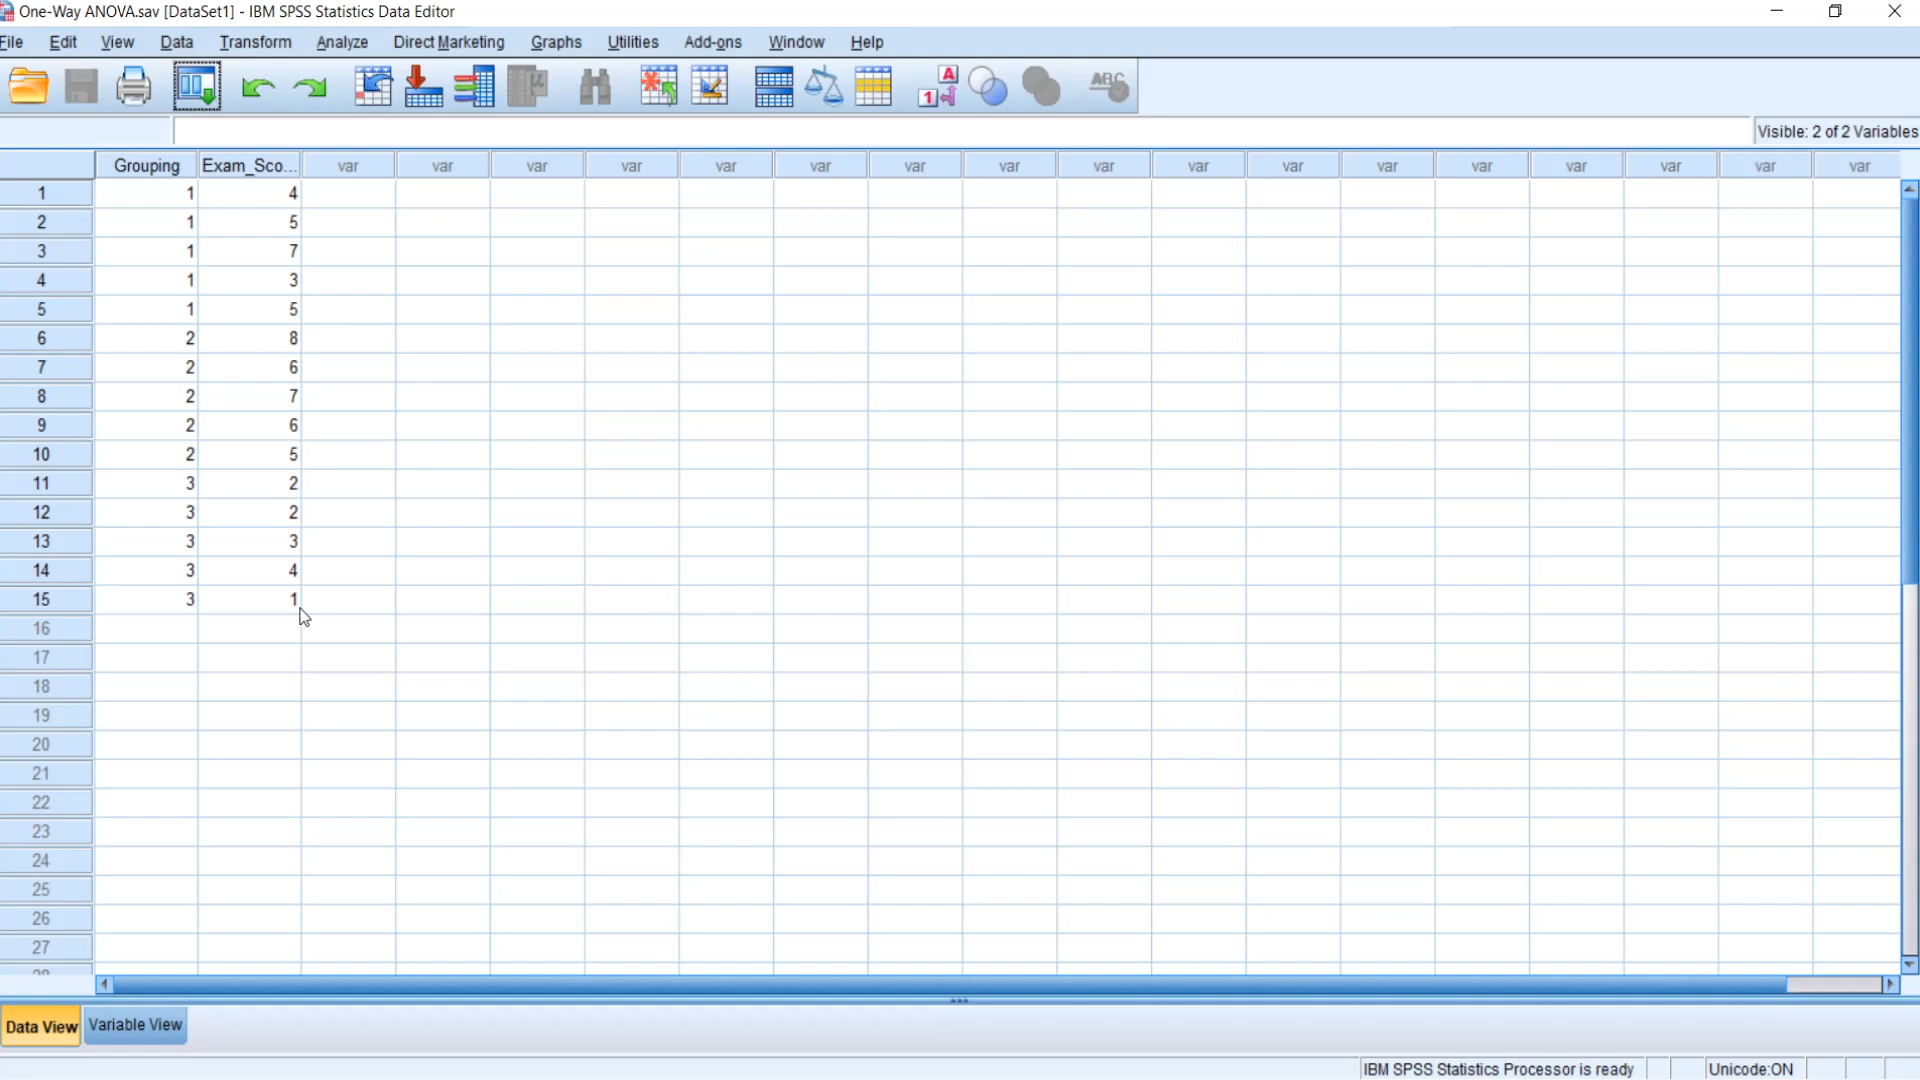 One-Way ANOVA.sav [DataSet1] - IBM SPSS Statistics Data Editor
File Edit View Data Transform Analyze Direct Marketing Graphs Utilities Add-ons Window Help
A
1
ABC
Visible: 2 of 2 Variables
Grouping Exam_Sco... var var var var var var var var var var var var var var var var var
1 1 4
2 1 5
3 1 7
4 1 3
5 1 5
6 2 8
7 2 6
8 2 7
9 2 6
10 2 5
11 3 2
12 3 2
13 3 3
14 3 4
15 3 1
16
17
18
19
20
21
22
23
24
25
26
27
Data View Variable View
IBM SPSS Statistics Processor is ready Unicode:ON